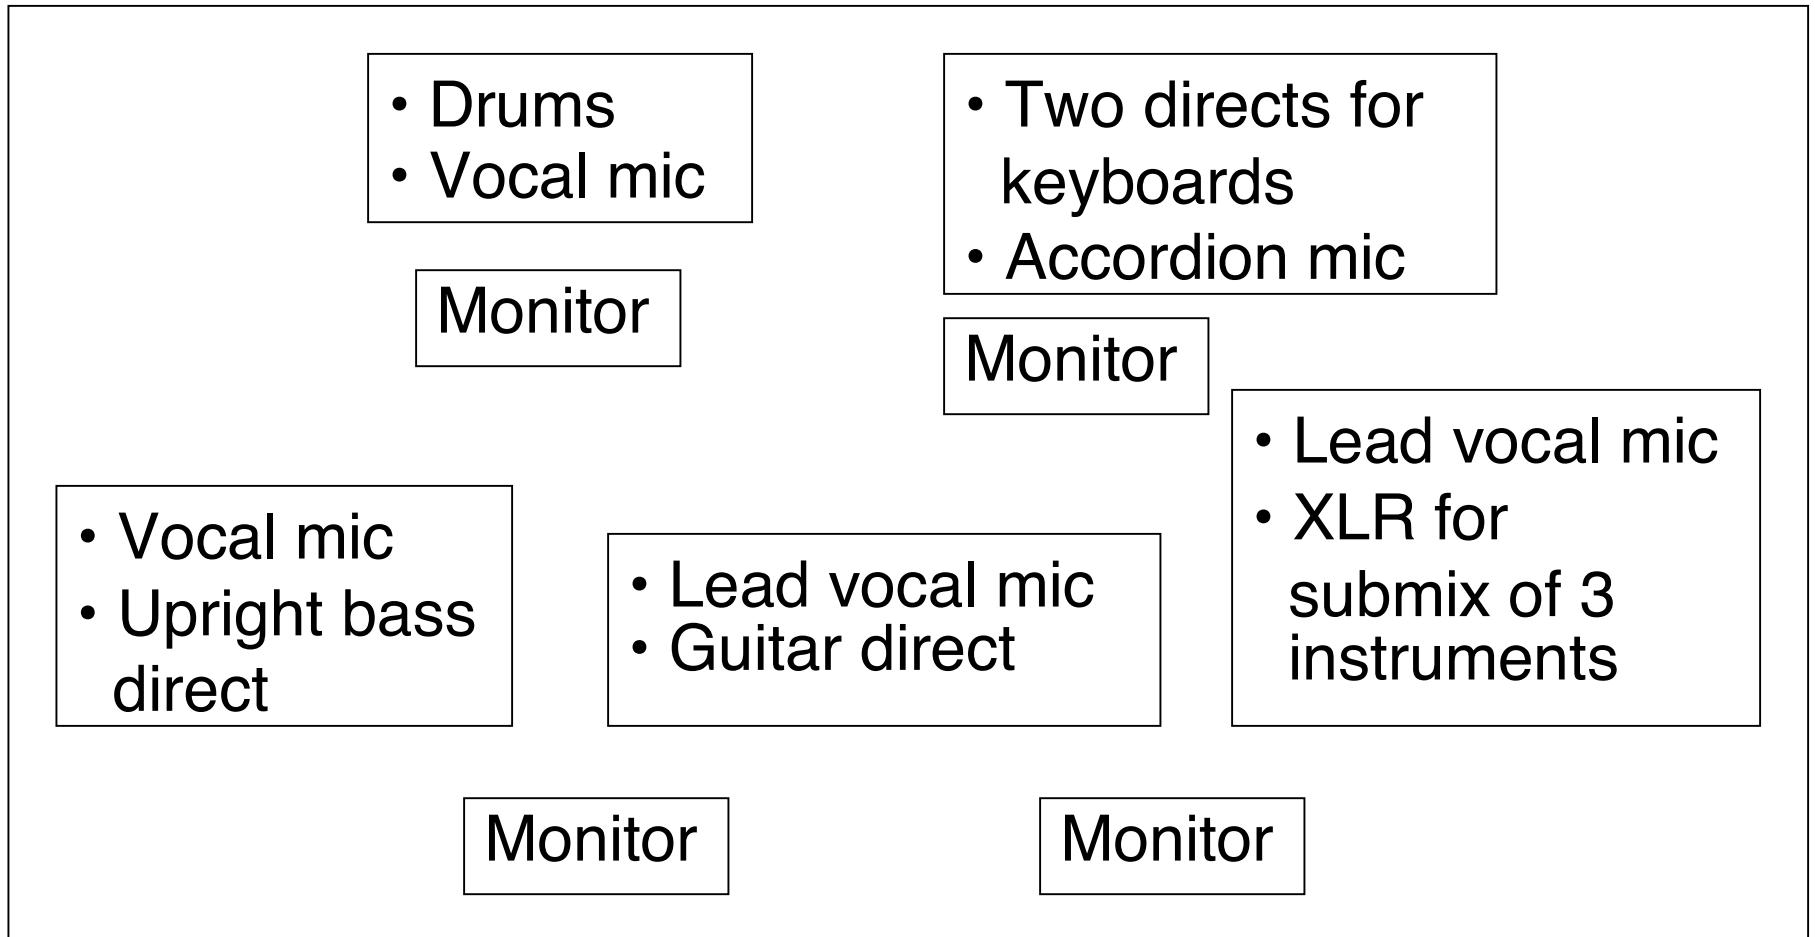 • Drums
• Vocal mic
• Two directs for
keyboards
• Accordion mic
Monitor
Monitor
• Lead vocal mic
• XLR for
submix of 3
instruments
• Vocal mic
• Upright bass
direct
• Lead vocal mic
• Guitar direct
Monitor
Monitor